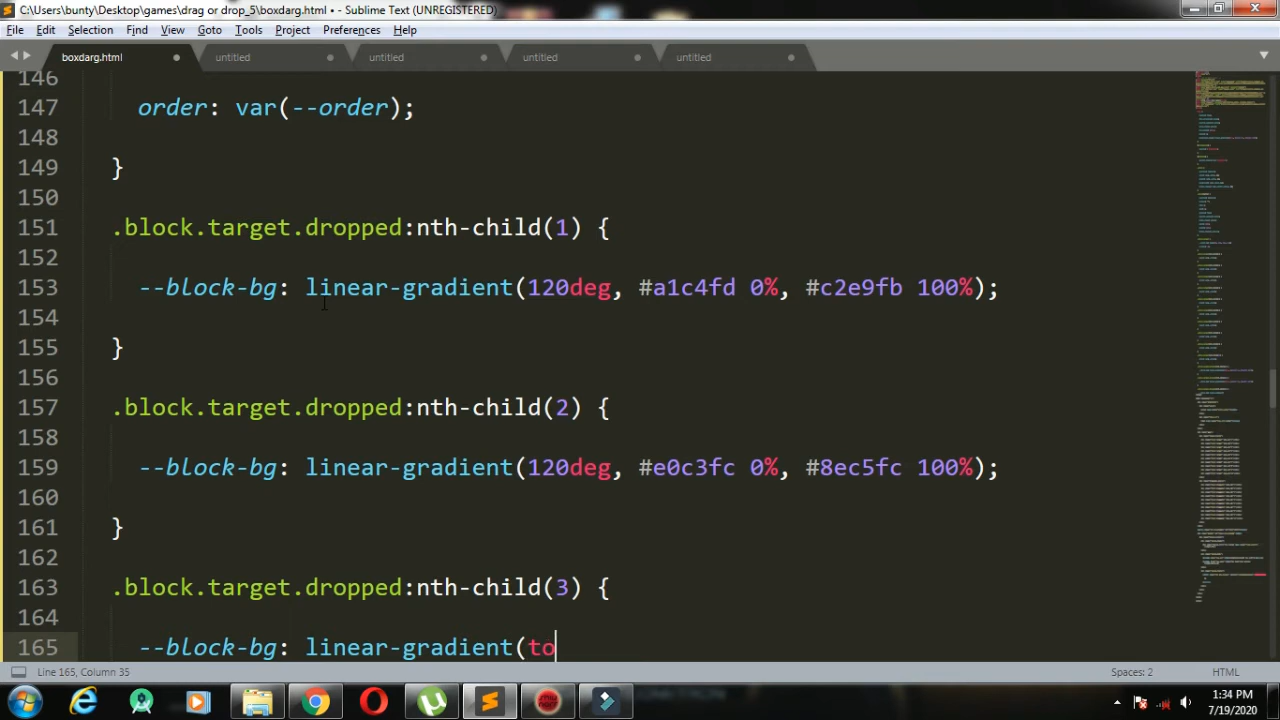 C:\Users\bunty\Desktop\games\drag or drop_5\boxdarg.html • - Sublime Text (UNREGISTERED)
File Edit Selection Find View Goto Tools Project Preferences Help
boxdarg.html untitled untitled untitled untitled
146
147 order: var(--order);
148
149 }
150
151 .block.target.dropped:nth-child(1) {
152
153 --block-bg: linear-gradient(120deg, #a1c4fd 0%, #c2e9fb 100%);
154
155 }
156
157 .block.target.dropped:nth-child(2) {
158
159 --block-bg: linear-gradient(120deg, #e0c3fc 0%, #8ec5fc 100%);
160
161 }
162
163 .block.target.dropped:nth-child(3) {
164
165 --block-bg: linear-gradient(to
Line 165, Column 35 Spaces: 2 HTML
1:34 PM
7/19/2020